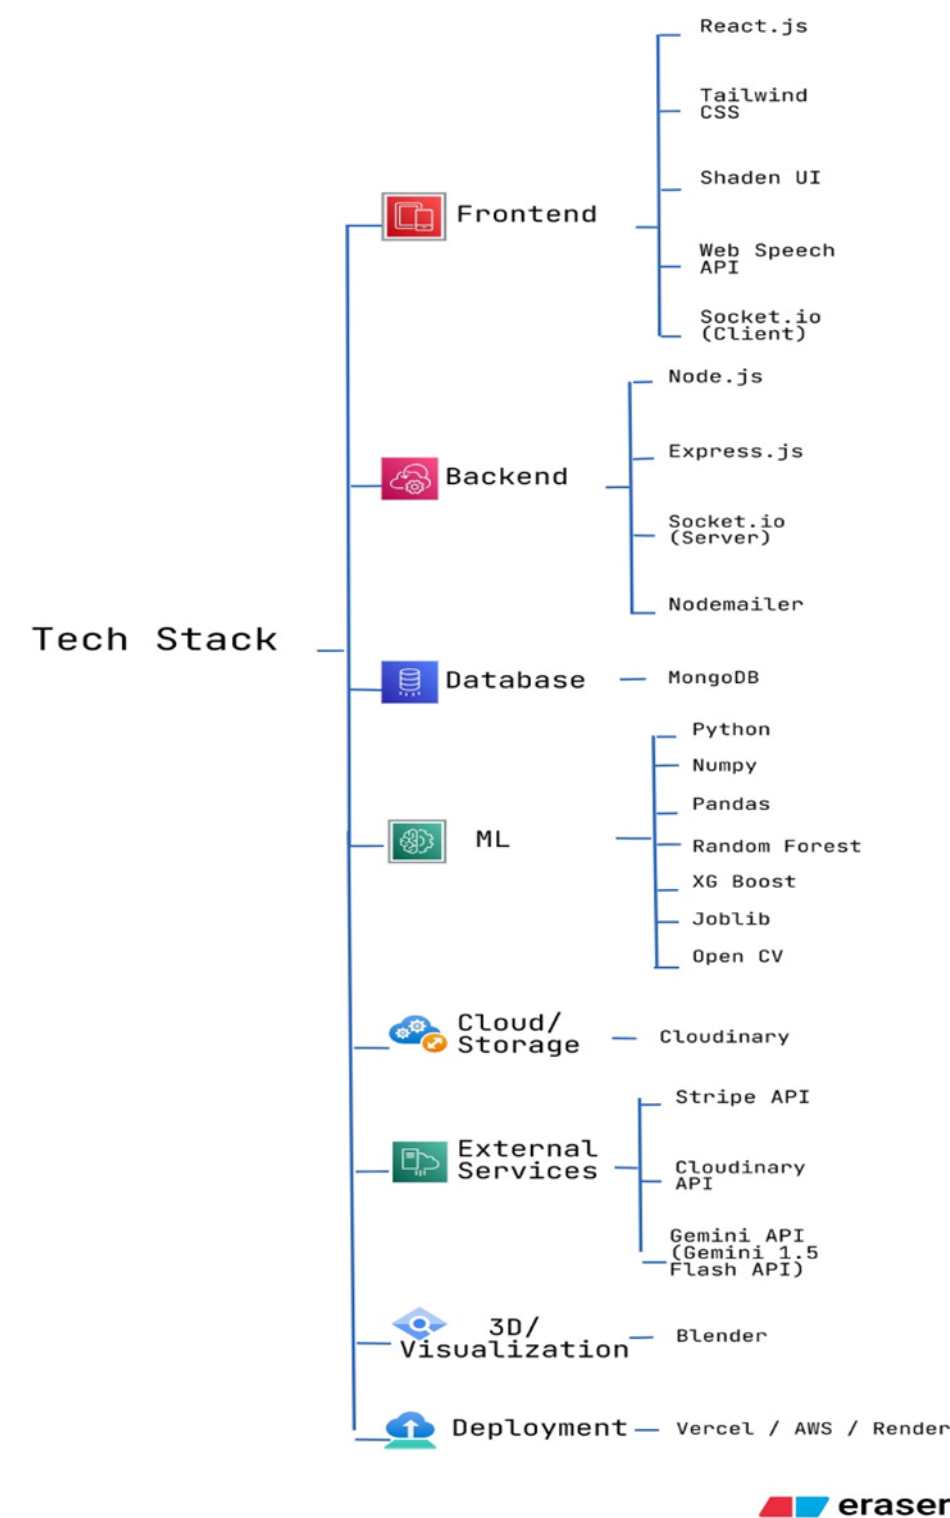 React.js
Tailwind
CSS
Shaden UI
Frontend
Web Speech
API
Socket.io
(Client)
Node.js
Express.js
Backend
Socket.io
(Server)
Nodemailer
Tech Stack
Database
MongoDB
Python
Numpy
Pandas
ML
Random Forest
XG Boost
Joblib
Open CV
Cloud/
Storage
Cloudinary
Stripe API
External
Services
Cloudinary
API
Gemini API
(Gemini 1.5
Flash API)
3D/
Visualization
Blender
Deployment
Vercel / AWS / Render
eraser